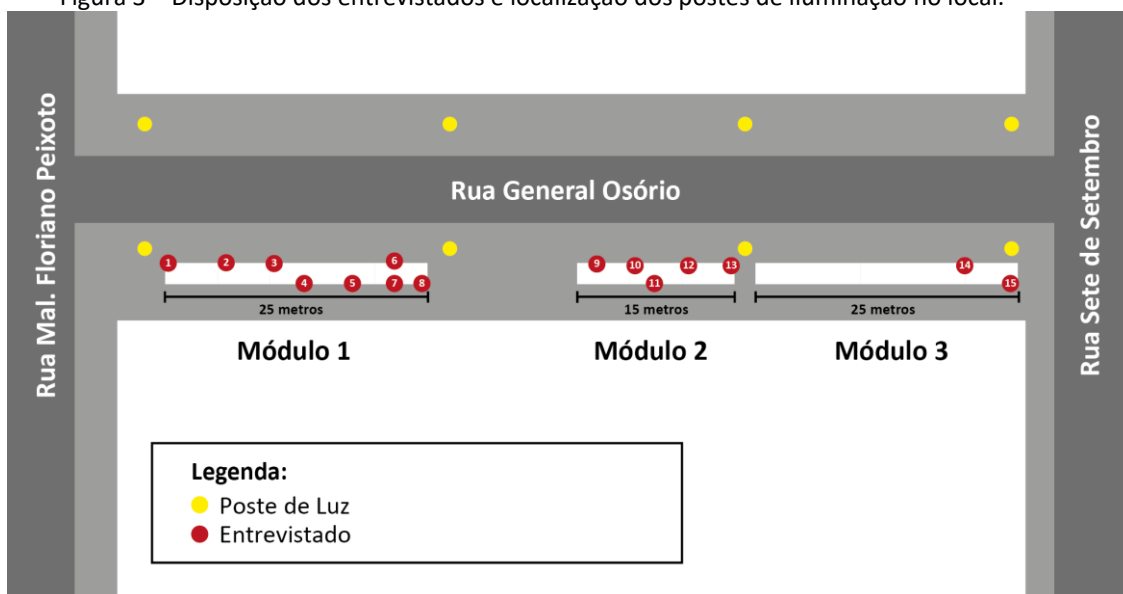 Figura 3 – Disposição dos entrevistados e localização dos postes de iluminação no local.
Rua Mal. Floriano Peixoto
Rua General Osório
Rua Sete de Setembro
1 2 3 4 5 6 7 8
9 10 11 12 13
14 15
25 metros
15 metros
25 metros
Módulo 1
Módulo 2
Módulo 3
Legenda:
Poste de Luz
Entrevistado